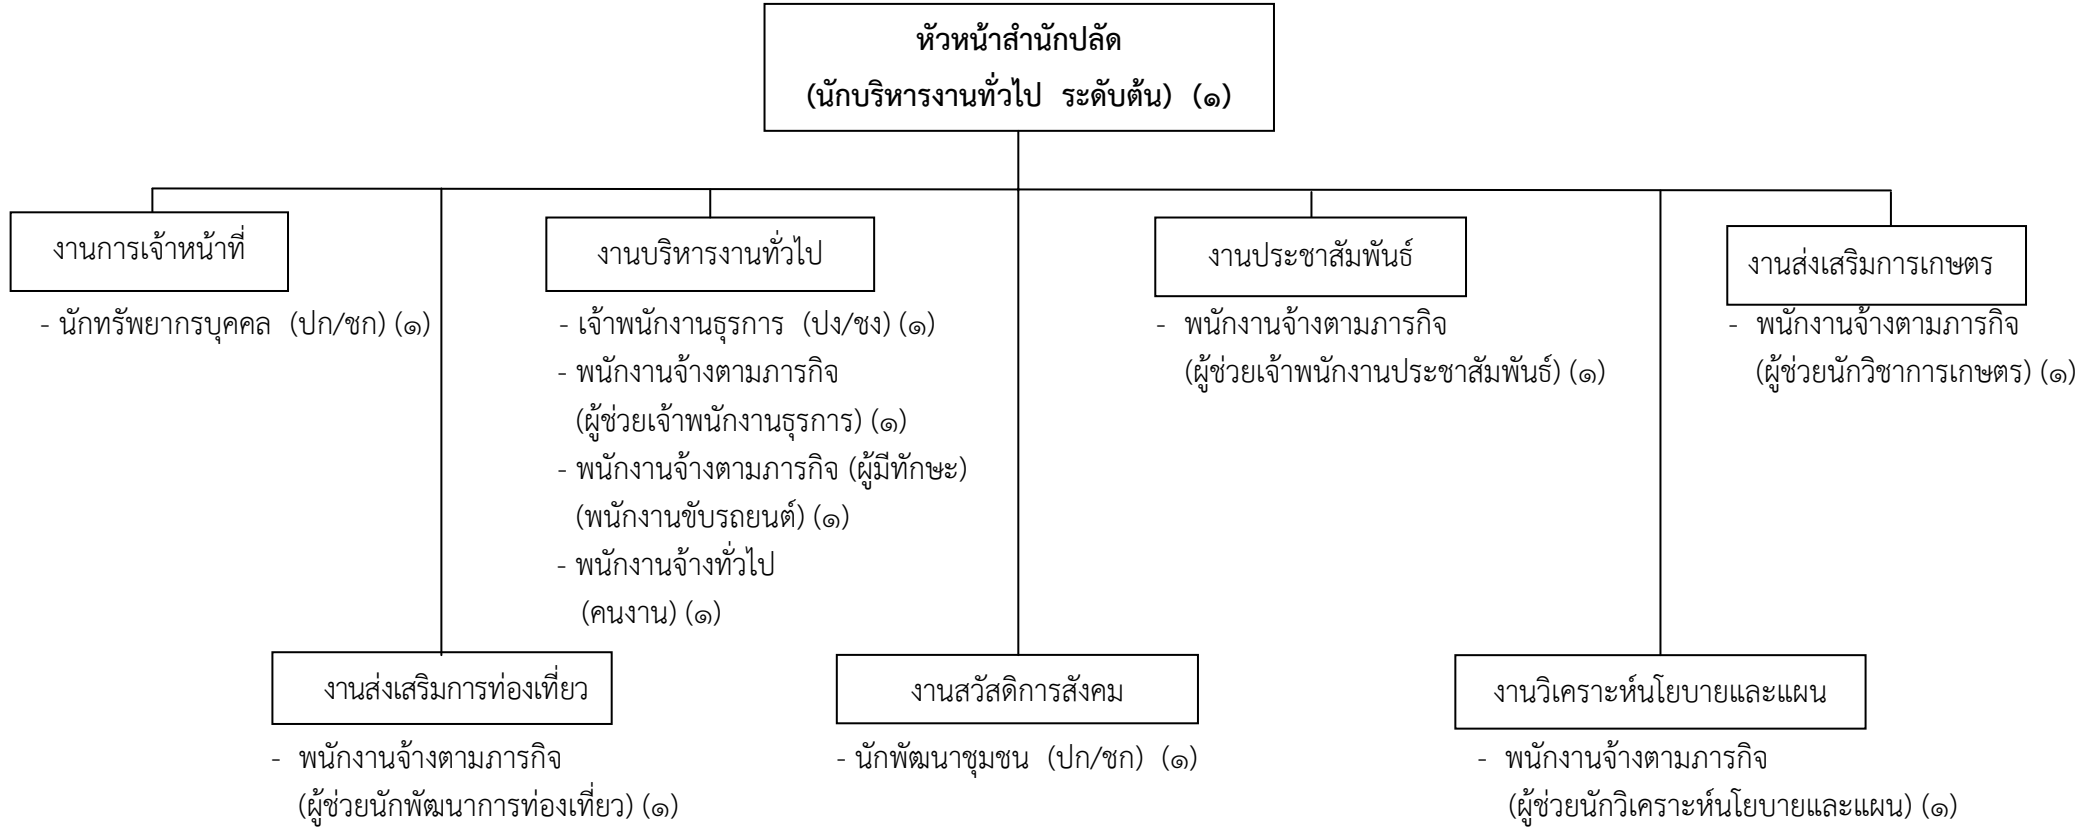 หัวหน้าสำนักปลัด
(นักบริหารงานทั่วไป ระดับต้น) (๑)
งานการเจ้าหน้าที่
- นักทรัพยากรบุคคล (ปก/ชก) (๑)
งานบริหารงานทั่วไป
- เจ้าพนักงานธุรการ (ปง/ชง) (๑)
- พนักงานจ้างตามภารกิจ
(ผู้ช่วยเจ้าพนักงานธุรการ) (๑)
- พนักงานจ้างตามภารกิจ (ผู้มีทักษะ)
(พนักงานขับรถยนต์) (๑)
- พนักงานจ้างทั่วไป
(คนงาน) (๑)
งานประชาสัมพันธ์
- พนักงานจ้างตามภารกิจ
(ผู้ช่วยเจ้าพนักงานประชาสัมพันธ์) (๑)
งานส่งเสริมการเกษตร
- พนักงานจ้างตามภารกิจ
(ผู้ช่วยนักวิชาการเกษตร) (๑)
งานส่งเสริมการท่องเที่ยว
- พนักงานจ้างตามภารกิจ
(ผู้ช่วยนักพัฒนาการท่องเที่ยว) (๑)
งานสวัสดิการสังคม
- นักพัฒนาชุมชน (ปก/ชก) (๑)
งานวิเคราะห์นโยบายและแผน
- พนักงานจ้างตามภารกิจ
(ผู้ช่วยนักวิเคราะห์นโยบายและแผน) (๑)